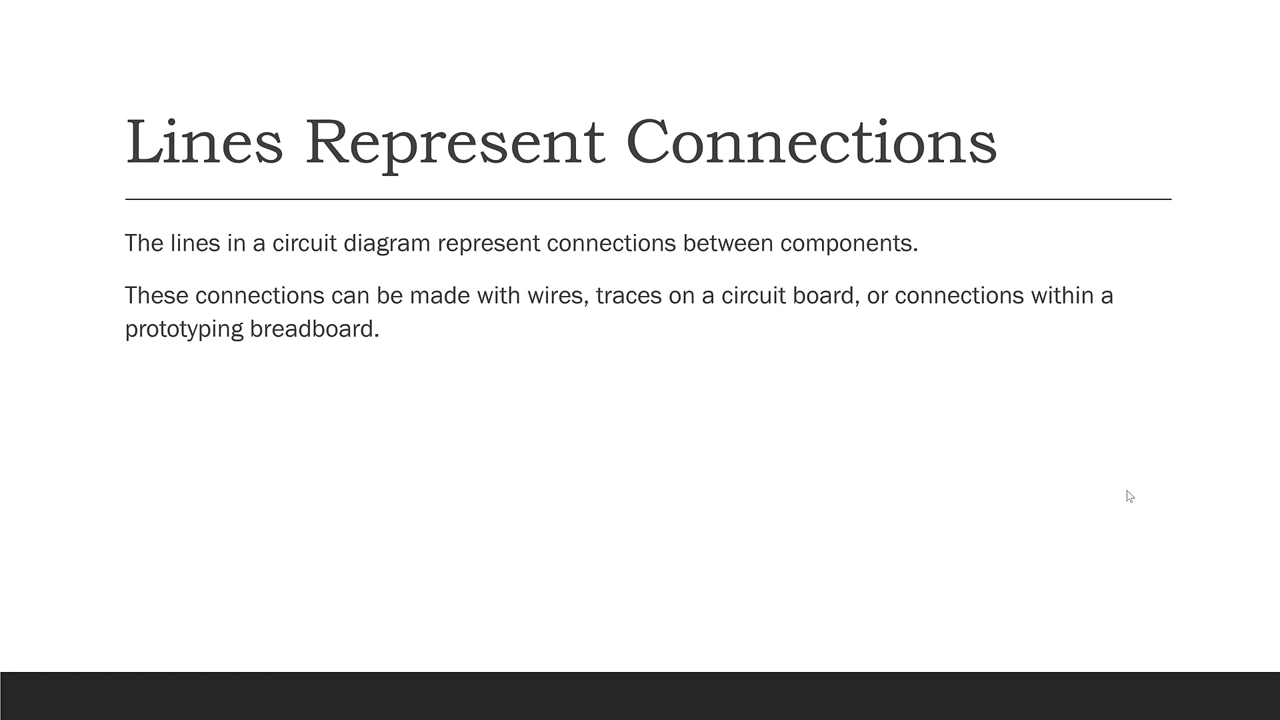 Lines Represent Connections
The lines in a circuit diagram represent connections between components.
These connections can be made with wires, traces on a circuit board, or connections within a
prototyping breadboard.